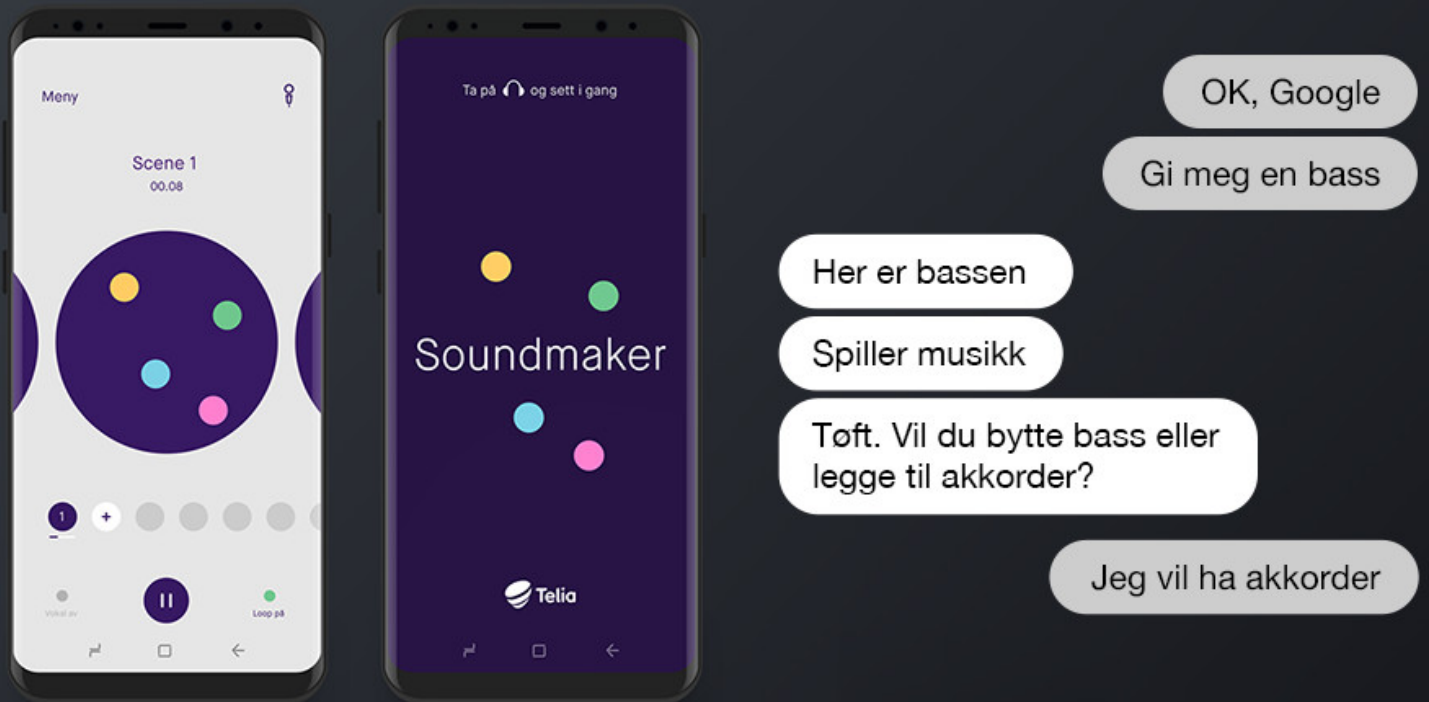 Meny
Scene 1
00.08
1
+
Vokal av
Loop på
Ta på og sett i gang
Soundmaker
Telia
OK, Google
Gi meg en bass
Her er bassen
Spiller musikk
Tøft. Vil du bytte bass eller
legge til akkorder?
Jeg vil ha akkorder